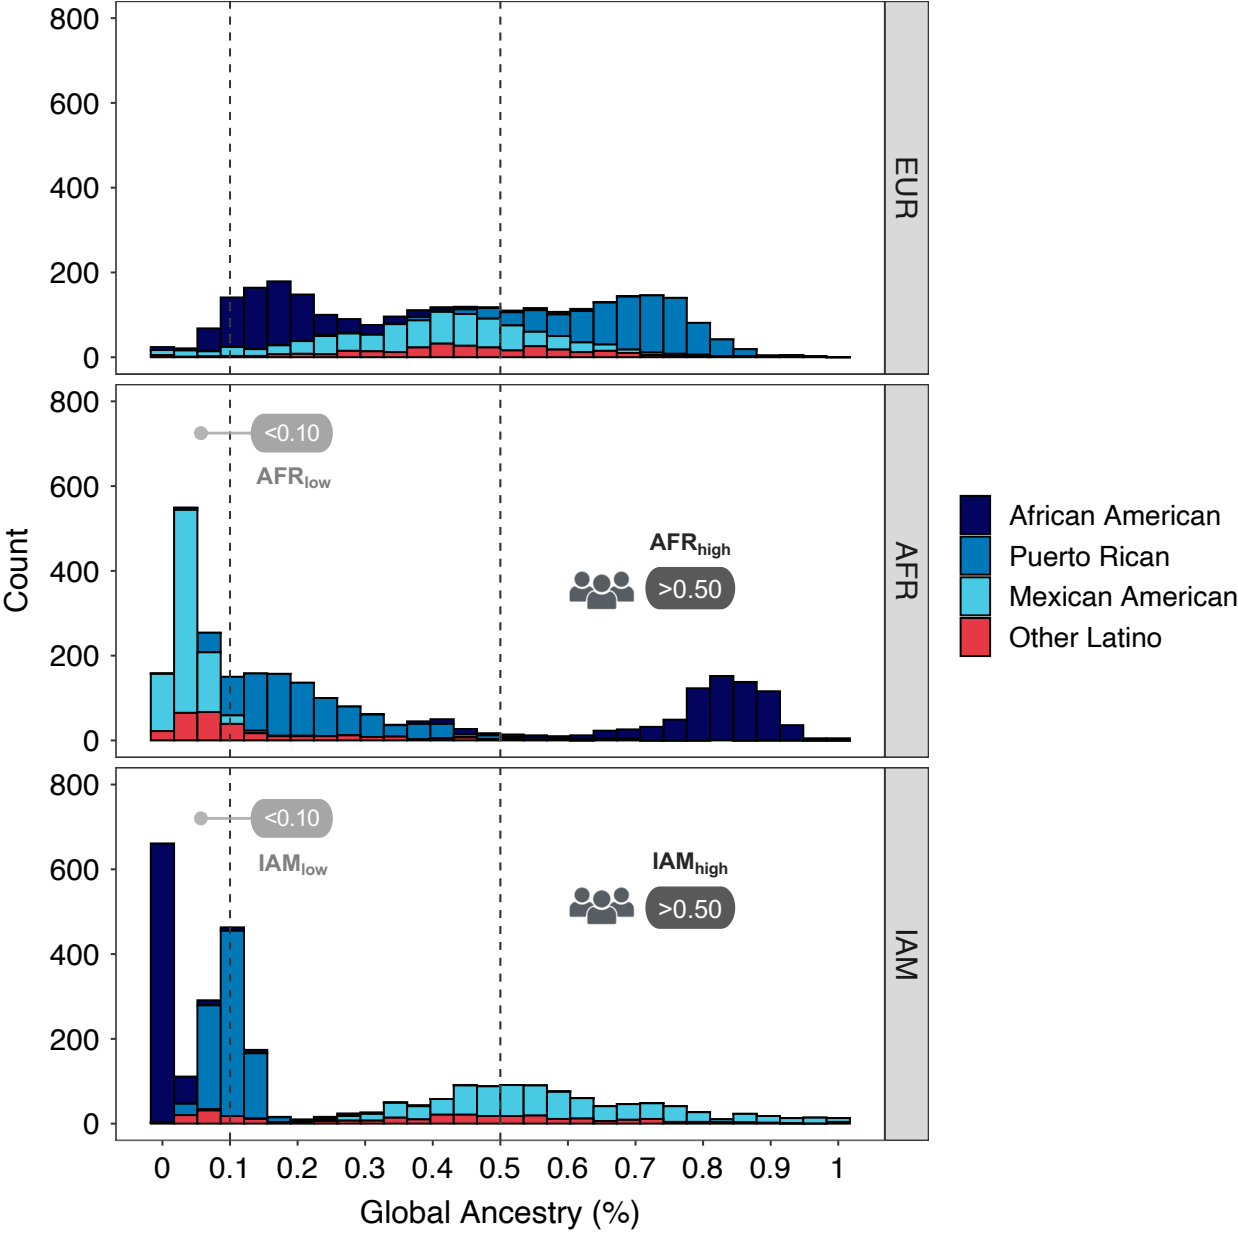 800
600
400
200
0
EUR
800
600
400
200
0
<0.10
AFRlow
AFRhigh
>0.50
AFR
800
600
400
200
0
<0.10
IAMlow
IAMhigh
>0.50
IAM
0 0.1 0.2 0.3 0.4 0.5 0.6 0.7 0.8 0.9 1
Global Ancestry (%)
Count
African American
Puerto Rican
Mexican American
Other Latino